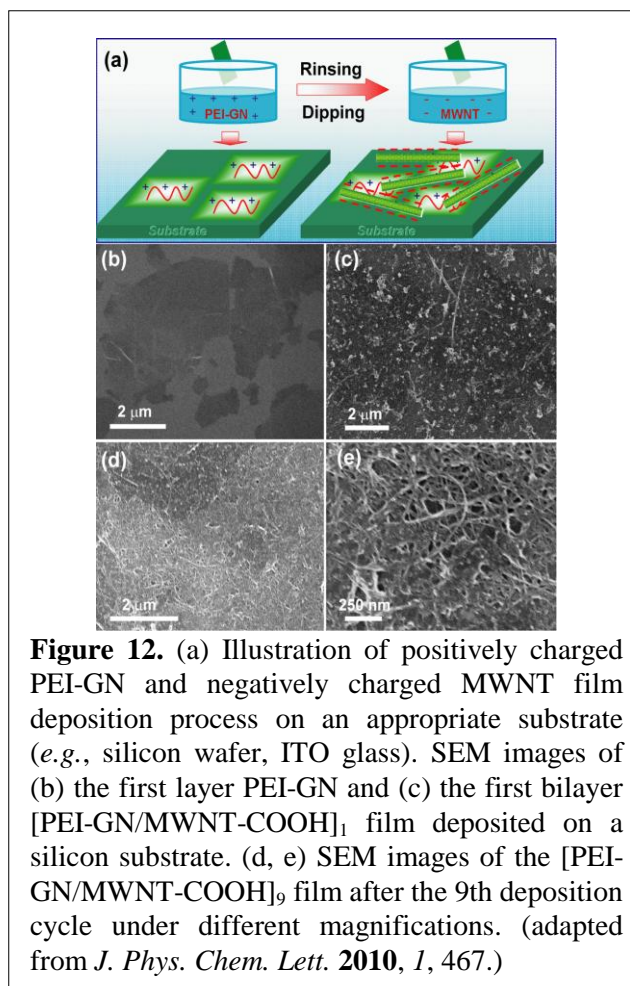 (a)
Rinsing
Dipping
+ + + +
+ PEI-GN +
+ +
- - - -
- MWNT -
- -
Substrate
Substrate
(b)
2 μm
(c)
2 μm
(d)
2 μm
(e)
250 nm
Figure 12. (a) Illustration of positively charged
PEI-GN and negatively charged MWNT film
deposition process on an appropriate substrate
(e.g., silicon wafer, ITO glass). SEM images of
(b) the first layer PEI-GN and (c) the first bilayer
[PEI-GN/MWNT-COOH]₁ film deposited on a
silicon substrate. (d, e) SEM images of the [PEI-
GN/MWNT-COOH]₉ film after the 9th deposition
cycle under different magnifications. (adapted
from J. Phys. Chem. Lett. 2010, 1, 467.)